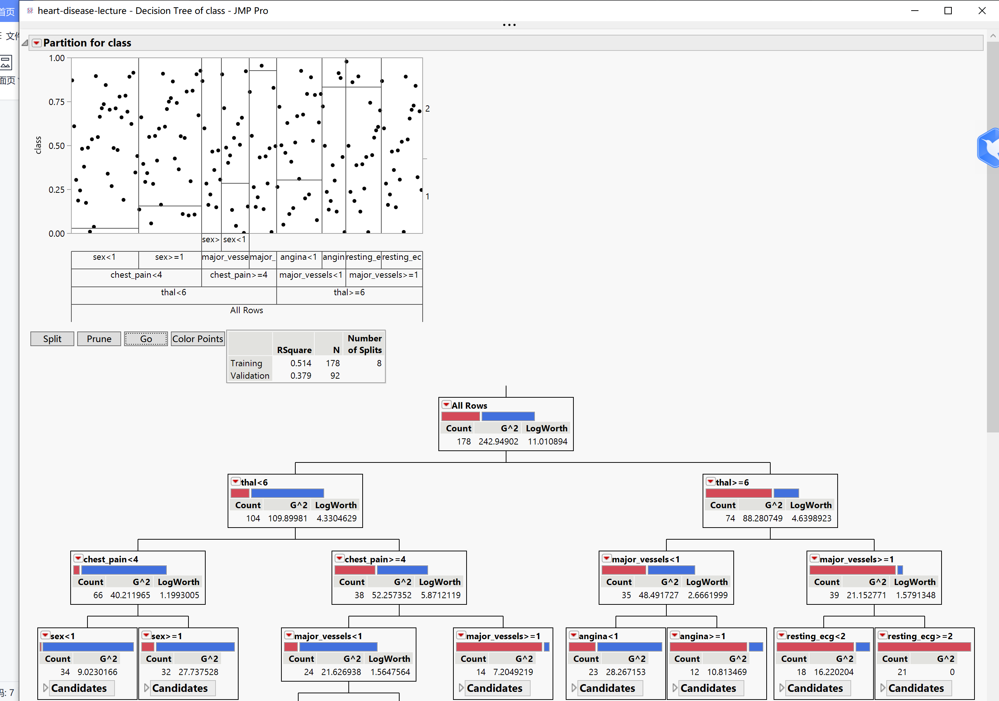 首页
heart-disease-lecture - Decision Tree of class - JMP Pro
文件
面页
Partition for class
1.00
0.75
0.50
0.25
0.00
class
2
1
sex> sex<1
sex<1 sex>=1 major_vesse major_ angina<1 angin resting_e resting_ec
chest_pain<4 chest_pain>=4 major_vessels<1 major_vessels>=1
thal<6 thal>=6
All Rows
Split Prune Go Color Points
RSquare N Number of Splits
Training 0.514 178 8
Validation 0.379 92
All Rows
Count G^2 LogWorth
178 242.94902 11.010894
thal<6 thal>=6
Count G^2 LogWorth Count G^2 LogWorth
104 109.89981 4.3304629 74 88.280749 4.6398923
chest_pain<4 chest_pain>=4 major_vessels<1 major_vessels>=1
Count G^2 LogWorth Count G^2 LogWorth Count G^2 LogWorth Count G^2 LogWorth
66 40.211965 1.1993005 38 52.257352 5.8712119 35 48.491727 2.6661999 39 21.152771 1.5791348
sex<1 sex>=1 major_vessels<1 major_vessels>=1 angina<1 angina>=1 resting_ecg<2 resting_ecg>=2
Count G^2 Count G^2 Count G^2 LogWorth Count G^2 Count G^2 Count G^2 Count G^2 Count G^2
34 9.0230166 32 27.737528 24 21.626938 1.5647564 14 7.2049219 23 28.267153 12 10.813469 18 16.220204 21 0
Candidates Candidates Candidates Candidates Candidates Candidates Candidates
码: 7